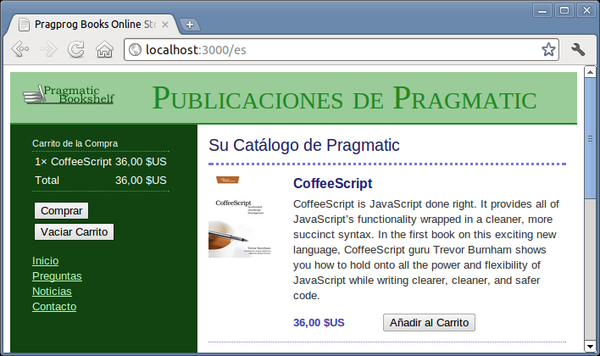 Pragprog Books Online St
localhost:3000/es
Pragmatic
Bookshelf
PUBLICACIONES DE PRAGMATIC
Carrito de la Compra
1× CoffeeScript 36,00 $US
Total 36,00 $US
Comprar
Vaciar Carrito
Inicio
Preguntas
Noticias
Contacto
Su Catálogo de Pragmatic
CoffeeScript
CoffeeScript
Trevor Burnham
CoffeeScript is JavaScript done right. It provides all of
JavaScript's functionality wrapped in a cleaner, more
succinct syntax. In the first book on this exciting new
language, CoffeeScript guru Trevor Burnham shows
you how to hold onto all the power and flexibility of
JavaScript while writing clearer, cleaner, and safer
code.
36,00 $US
Añadir al Carrito